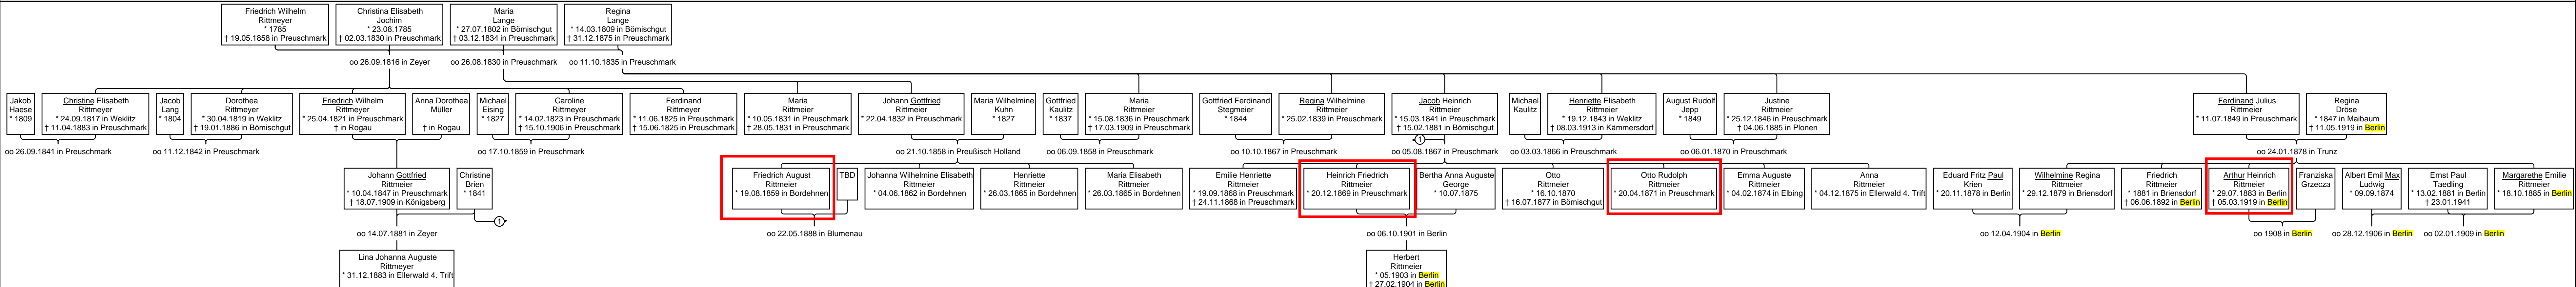 Friedrich Wilhelm
Rittmeyer
* 1785
† 19.05.1858 in Preuschmark
Christina Elisabeth
Jochim
* 23.08.1785
† 02.03.1830 in Preuschmark
Maria
Lange
* 27.07.1802 in Bömischgut
† 03.12.1834 in Preuschmark
Regina
Lange
* 14.03.1809 in Bömischgut
† 31.12.1875 in Preuschmark
oo 26.09.1816 in Zeyer
oo 26.08.1830 in Preuschmark
oo 11.10.1835 in Preuschmark
Jakob
Haese
* 1809
Christine Elisabeth
Rittmeyer
* 24.09.1817 in Weklitz
† 11.04.1883 in Preuschmark
Jacob
Lang
* 1804
Dorothea
Rittmeyer
* 30.04.1819 in Weklitz
† 19.01.1886 in Bömischgut
Friedrich Wilhelm
Rittmeyer
* 25.04.1821 in Preuschmark
† in Rogau
Anna Dorothea
Müller
† in Rogau
Michael
Eising
* 1827
Caroline
Rittmeyer
* 14.02.1823 in Preuschmark
† 15.10.1906 in Preuschmark
Ferdinand
Rittmeyer
* 11.06.1825 in Preuschmark
† 15.06.1825 in Preuschmark
Maria
Rittmeier
* 10.05.1831 in Preuschmark
† 28.05.1831 in Preuschmark
Johann Gottfried
Rittmeier
* 22.04.1832 in Preuschmark
Maria Wilhelmine
Kuhn
* 1827
Gottfried
Kaulitz
* 1837
Maria
Rittmeier
* 15.08.1836 in Preuschmark
† 17.03.1909 in Preuschmark
Gottfried Ferdinand
Stegmeier
* 1844
Regina Wilhelmine
Rittmeier
* 25.02.1839 in Preuschmark
Jacob Heinrich
Rittmeier
* 15.03.1841 in Preuschmark
† 15.02.1881 in Bömischgut
Michael
Kaulitz
Henriette Elisabeth
Rittmeier
* 19.12.1843 in Weklitz
† 08.03.1913 in Kämmersdorf
August Rudolf
Jepp
* 1849
Justine
Rittmeier
* 25.12.1846 in Preuschmark
† 04.06.1885 in Plonen
Ferdinand Julius
Rittmeier
* 11.07.1849 in Preuschmark
Regina
Dröse
* 1847 in Maibaum
† 11.05.1919 in Berlin
oo 26.09.1841 in Preuschmark
oo 11.12.1842 in Preuschmark
oo 17.10.1859 in Preuschmark
oo 21.10.1858 in Preußisch Holland
oo 06.09.1858 in Preuschmark
oo 10.10.1867 in Preuschmark
1
oo 05.08.1867 in Preuschmark
oo 03.03.1866 in Preuschmark
oo 06.01.1870 in Preuschmark
oo 24.01.1878 in Trunz
Johann Gottfried
Rittmeier
* 10.04.1847 in Preuschmark
† 18.07.1909 in Königsberg
Christine
Brien
* 1841
1
Friedrich August
Rittmeier
* 19.08.1859 in Bordehnen
TBD
Johanna Wilhelmine Elisabeth
Rittmeier
* 04.06.1862 in Bordehnen
Henriette
Rittmeier
* 26.03.1865 in Bordehnen
Maria Elisabeth
Rittmeier
* 26.03.1865 in Bordehnen
Emilie Henriette
Rittmeier
* 19.09.1868 in Preuschmark
† 24.11.1868 in Preuschmark
Heinrich Friedrich
Rittmeier
* 20.12.1869 in Preuschmark
Bertha Anna Auguste
George
* 10.07.1875
Otto
Rittmeier
* 16.10.1870
† 16.07.1877 in Bömischgut
Otto Rudolph
Rittmeier
* 20.04.1871 in Preuschmark
Emma Auguste
Rittmeier
* 04.02.1874 in Elbing
Anna
Rittmeier
* 04.12.1875 in Ellerwald 4. Trift
Eduard Fritz Paul
Krien
* 20.11.1878 in Berlin
Wilhelmine Regina
Rittmeier
* 29.12.1879 in Briensdorf
Friedrich
Rittmeier
* 1881 in Briensdorf
† 06.06.1892 in Berlin
Arthur Heinrich
Rittmeier
* 29.07.1883 in Berlin
† 05.03.1919 in Berlin
Franziska
Grzecza
Albert Emil Max
Ludwig
* 09.09.1874
Ernst Paul
Taedling
* 13.02.1881 in Berlin
† 23.01.1941
Margarethe Emilie
Rittmeier
* 18.10.1885 in Berlin
oo 14.07.1881 in Zeyer
oo 22.05.1888 in Blumenau
oo 06.10.1901 in Berlin
oo 12.04.1904 in Berlin
oo 1908 in Berlin
oo 28.12.1906 in Berlin
oo 02.01.1909 in Berlin
Lina Johanna Auguste
Rittmeyer
* 31.12.1883 in Ellerwald 4. Trift
Herbert
Rittmeier
* 05.1903 in Berlin
† 27.02.1904 in Berlin